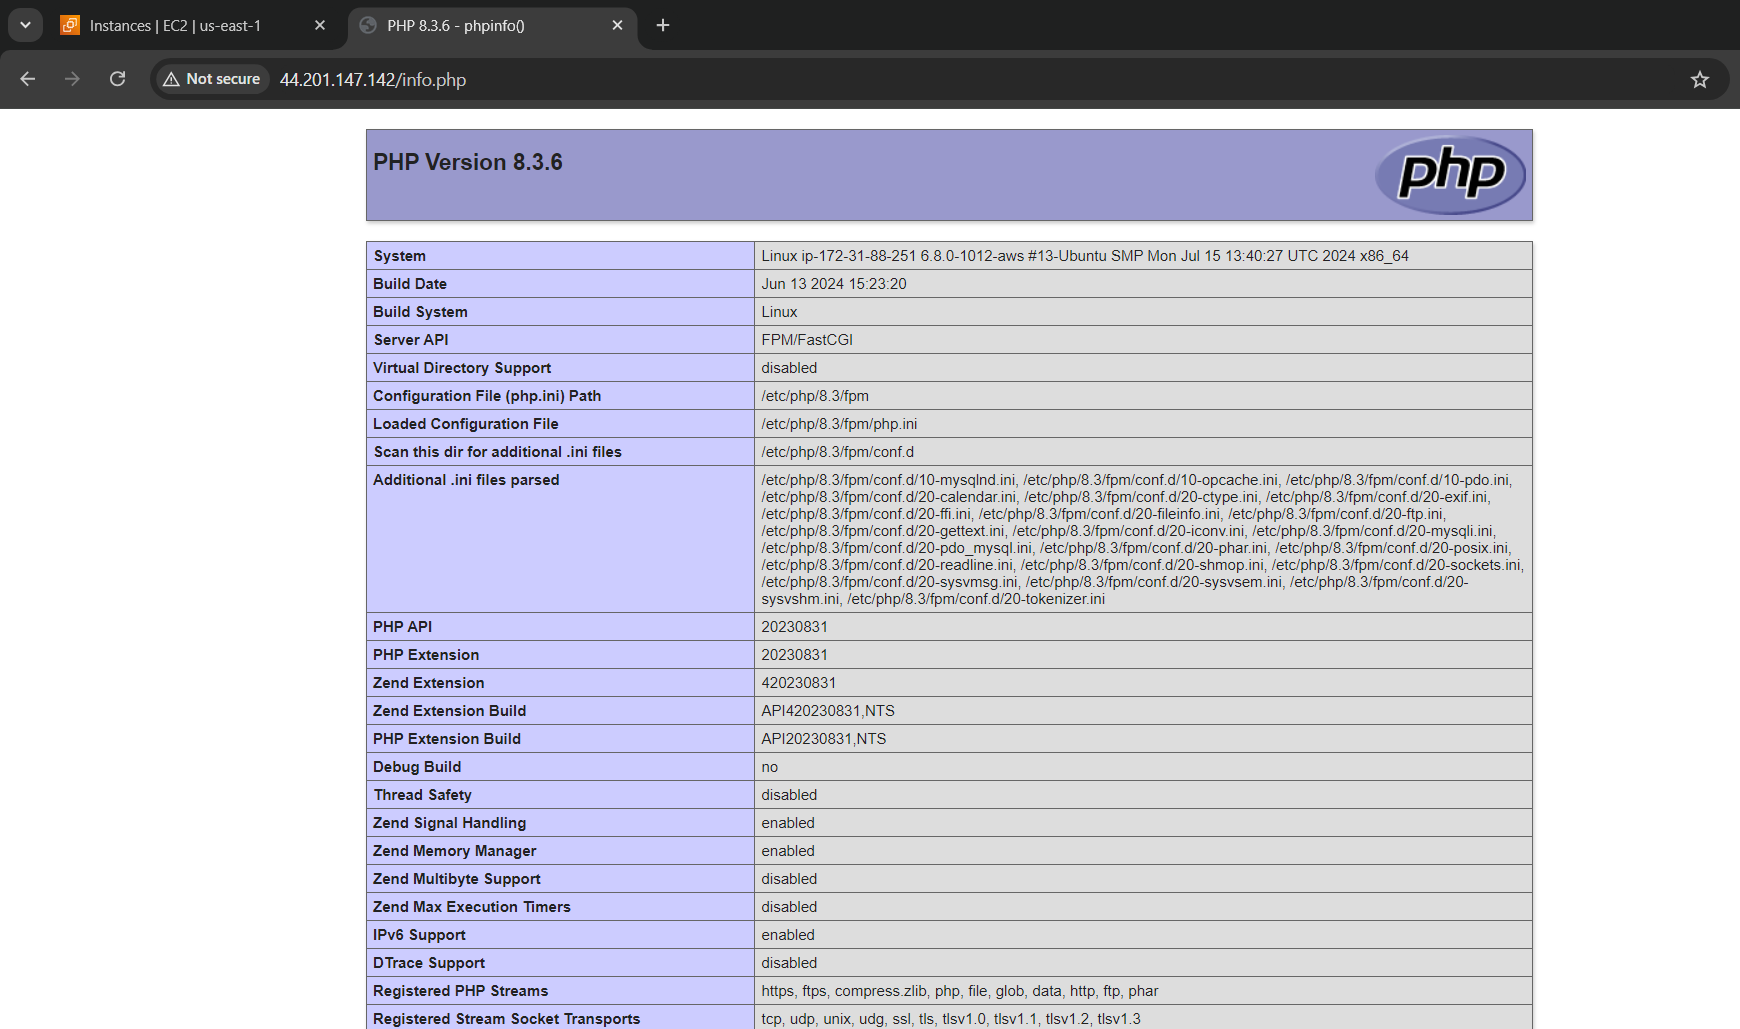 Instances | EC2 | us-east-1
PHP 8.3.6 - phpinfo()
Not secure
44.201.147.142/info.php
PHP Version 8.3.6
php
System Linux ip-172-31-88-251 6.8.0-1012-aws #13-Ubuntu SMP Mon Jul 15 13:40:27 UTC 2024 x86_64
Build Date Jun 13 2024 15:23:20
Build System Linux
Server API FPM/FastCGI
Virtual Directory Support disabled
Configuration File (php.ini) Path /etc/php/8.3/fpm
Loaded Configuration File /etc/php/8.3/fpm/php.ini
Scan this dir for additional .ini files /etc/php/8.3/fpm/conf.d
Additional .ini files parsed /etc/php/8.3/fpm/conf.d/10-mysqlnd.ini, /etc/php/8.3/fpm/conf.d/10-opcache.ini, /etc/php/8.3/fpm/conf.d/10-pdo.ini,
/etc/php/8.3/fpm/conf.d/20-calendar.ini, /etc/php/8.3/fpm/conf.d/20-ctype.ini, /etc/php/8.3/fpm/conf.d/20-exif.ini,
/etc/php/8.3/fpm/conf.d/20-ffi.ini, /etc/php/8.3/fpm/conf.d/20-fileinfo.ini, /etc/php/8.3/fpm/conf.d/20-ftp.ini,
/etc/php/8.3/fpm/conf.d/20-gettext.ini, /etc/php/8.3/fpm/conf.d/20-iconv.ini, /etc/php/8.3/fpm/conf.d/20-mysqli.ini,
/etc/php/8.3/fpm/conf.d/20-pdo_mysql.ini, /etc/php/8.3/fpm/conf.d/20-phar.ini, /etc/php/8.3/fpm/conf.d/20-posix.ini,
/etc/php/8.3/fpm/conf.d/20-readline.ini, /etc/php/8.3/fpm/conf.d/20-shmop.ini, /etc/php/8.3/fpm/conf.d/20-sockets.ini,
/etc/php/8.3/fpm/conf.d/20-sysvmsg.ini, /etc/php/8.3/fpm/conf.d/20-sysvsem.ini, /etc/php/8.3/fpm/conf.d/20-
sysvshm.ini, /etc/php/8.3/fpm/conf.d/20-tokenizer.ini
PHP API 20230831
PHP Extension 20230831
Zend Extension 420230831
Zend Extension Build API420230831,NTS
PHP Extension Build API20230831,NTS
Debug Build no
Thread Safety disabled
Zend Signal Handling enabled
Zend Memory Manager enabled
Zend Multibyte Support disabled
Zend Max Execution Timers disabled
IPv6 Support enabled
DTrace Support disabled
Registered PHP Streams https, ftps, compress.zlib, php, file, glob, data, http, ftp, phar
Registered Stream Socket Transports tcp, udp, unix, udg, ssl, tls, tlsv1.0, tlsv1.1, tlsv1.2, tlsv1.3